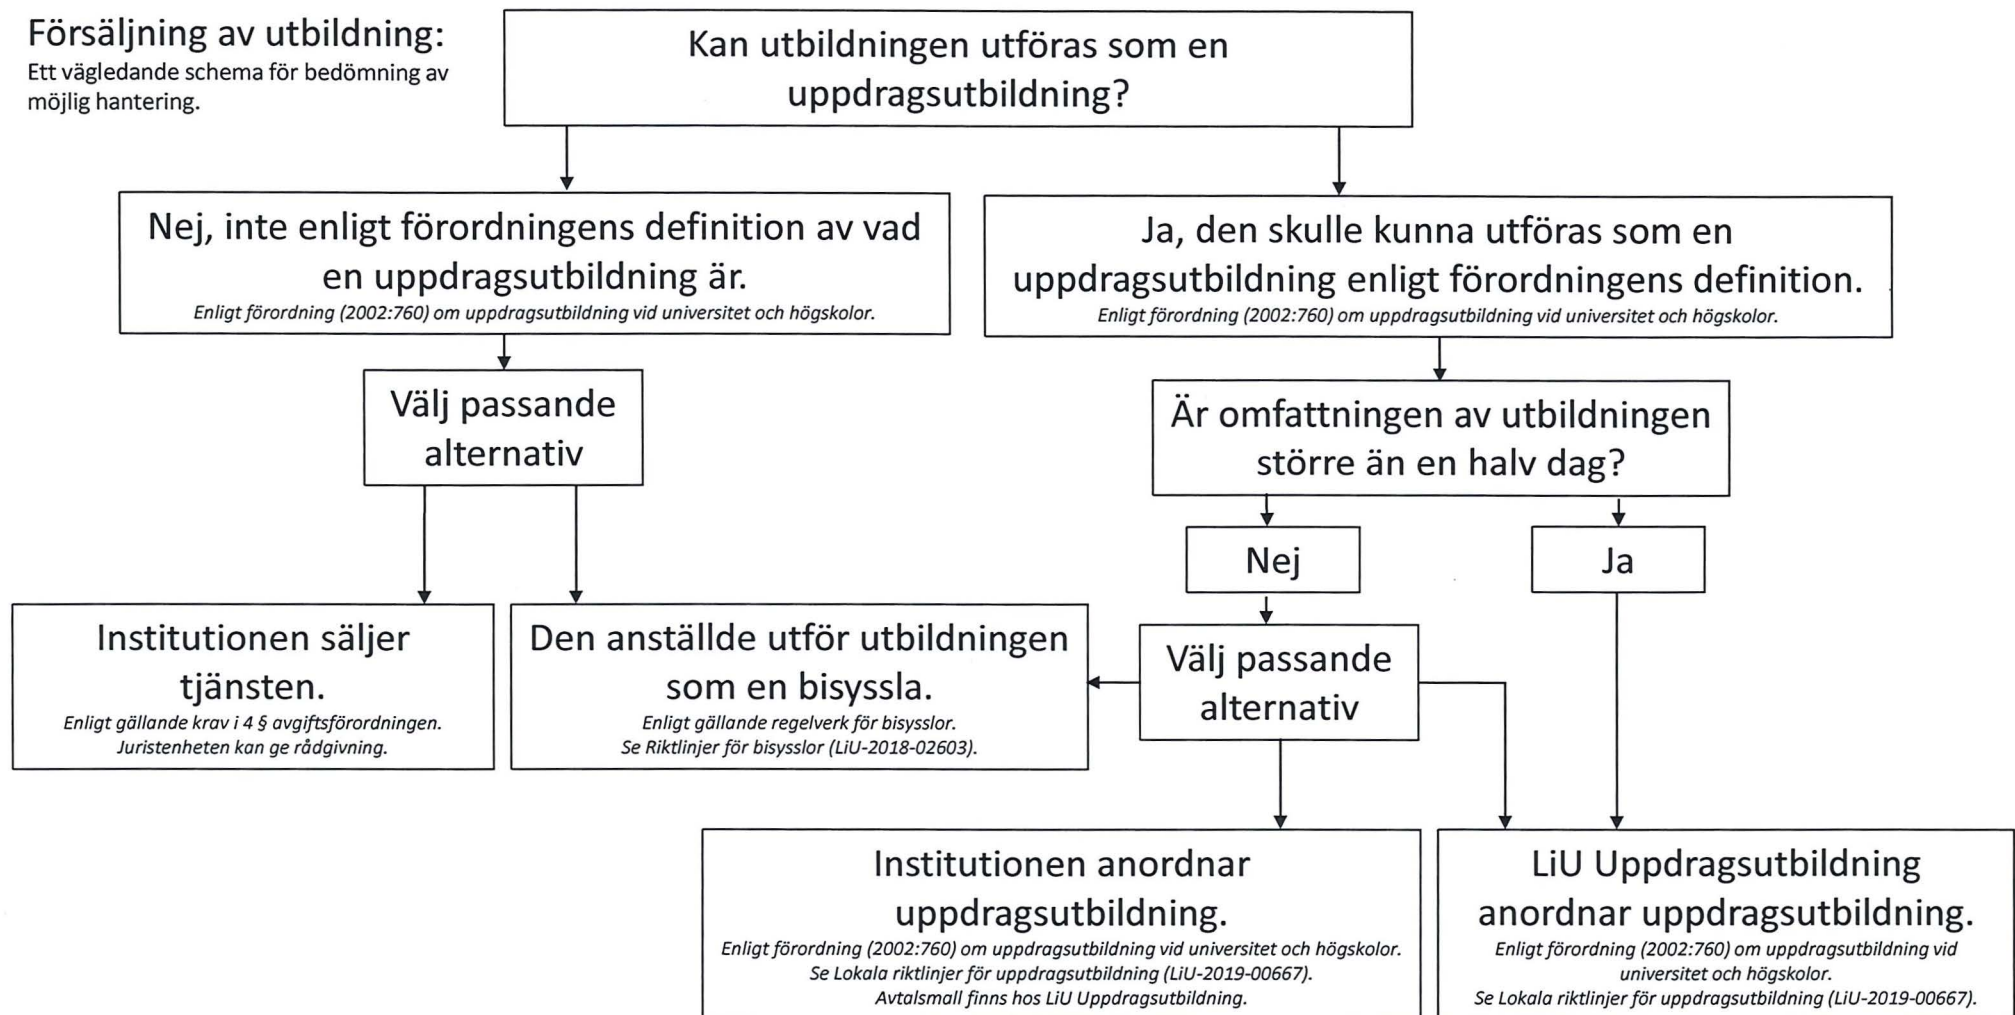 Försäljning av utbildning:
Ett vägledande schema för bedömning av
möjlig hantering.
Kan utbildningen utföras som en
uppdragsutbildning?
Nej, inte enligt förordningens definition av vad
en uppdragsutbildning är.
Enligt förordning (2002:760) om uppdragsutbildning vid universitet och högskolor.
Ja, den skulle kunna utföras som en
uppdragsutbildning enligt förordningens definition.
Enligt förordning (2002:760) om uppdragsutbildning vid universitet och högskolor.
Välj passande
alternativ
Är omfattningen av utbildningen
större än en halv dag?
Nej
Ja
Institutionen säljer
tjänsten.
Enligt gällande krav i 4 § avgiftsförordningen.
Juristenheten kan ge rådgivning.
Den anställde utför utbildningen
som en bisyssla.
Enligt gällande regelverk för bisysslor.
Se Riktlinjer för bisysslor (LiU-2018-02603).
Välj passande
alternativ
Institutionen anordnar
uppdragsutbildning.
Enligt förordning (2002:760) om uppdragsutbildning vid universitet och högskolor.
Se Lokala riktlinjer för uppdragsutbildning (LiU-2019-00667).
Avtalsmall finns hos LiU Uppdragsutbildning.
LiU Uppdragsutbildning
anordnar uppdragsutbildning.
Enligt förordning (2002:760) om uppdragsutbildning vid
universitet och högskolor.
Se Lokala riktlinjer för uppdragsutbildning (LiU-2019-00667).